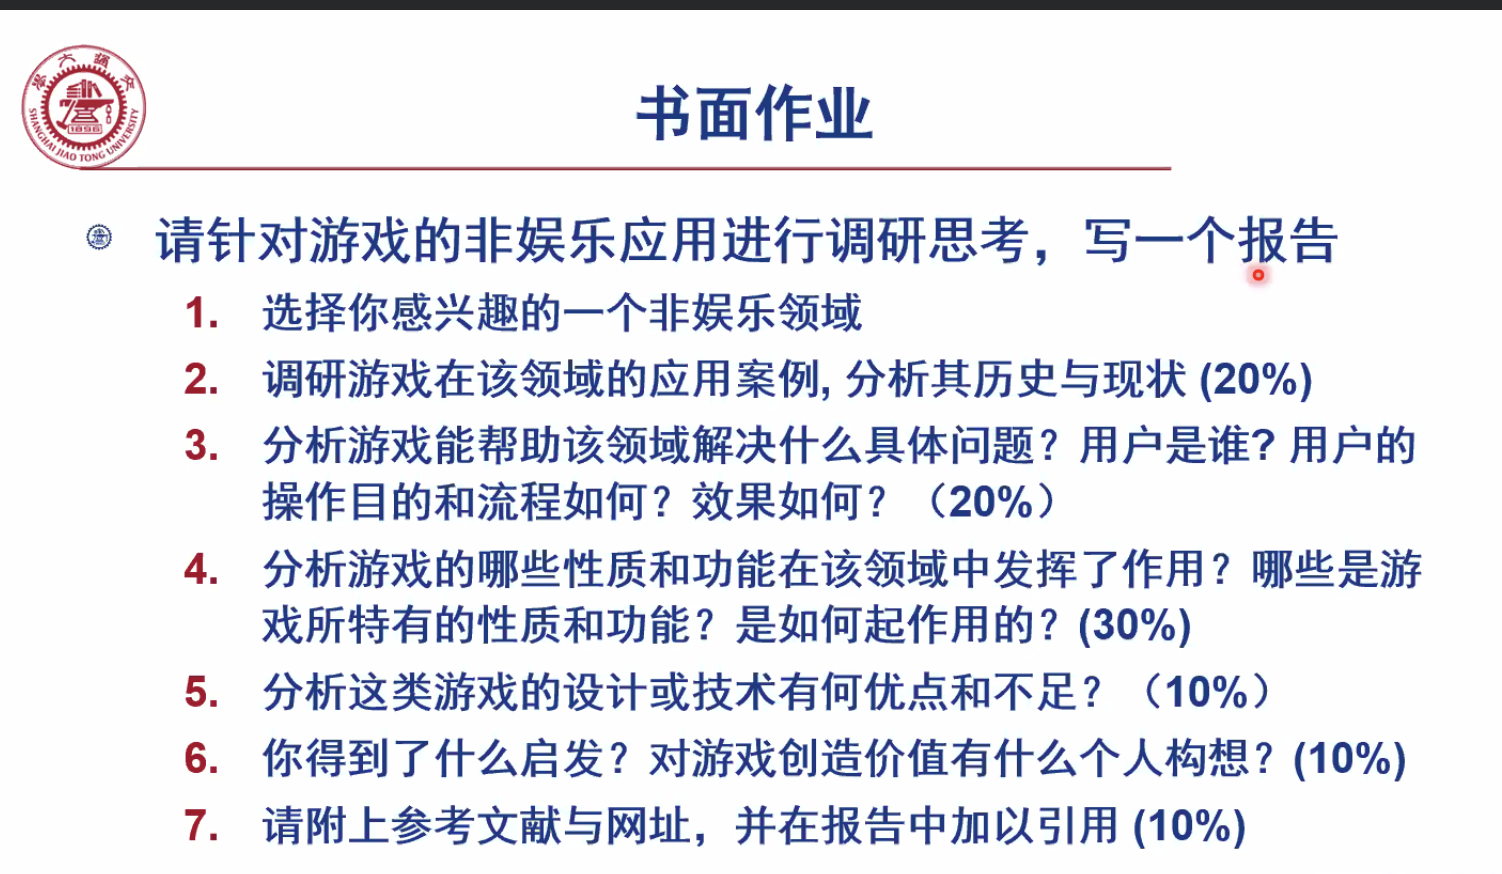 書面作业
请针对游戏的非娱乐应用进行调研思考，写一个报告
1. 选择你感兴趣的一个非娱乐领域
2. 调研游戏在该领域的应用案例, 分析其历史与现状 (20%)
3. 分析游戏能帮助该领域解决什么具体问题？用户是谁? 用户的
操作目的和流程如何？效果如何？（20%）
4. 分析游戏的哪些性质和功能在该领域中发挥了作用？哪些是游
戏所特有的性质和功能？是如何起作用的？(30%)
5. 分析这类游戏的设计或技术有何优点和不足？（10%）
6. 你得到了什么启发？对游戏创造价值有什么个人构想？(10%)
7. 请附上参考文献与网址，并在报告中加以引用 (10%)
SHANGHAI JIAO TONG UNIVERSITY
1896